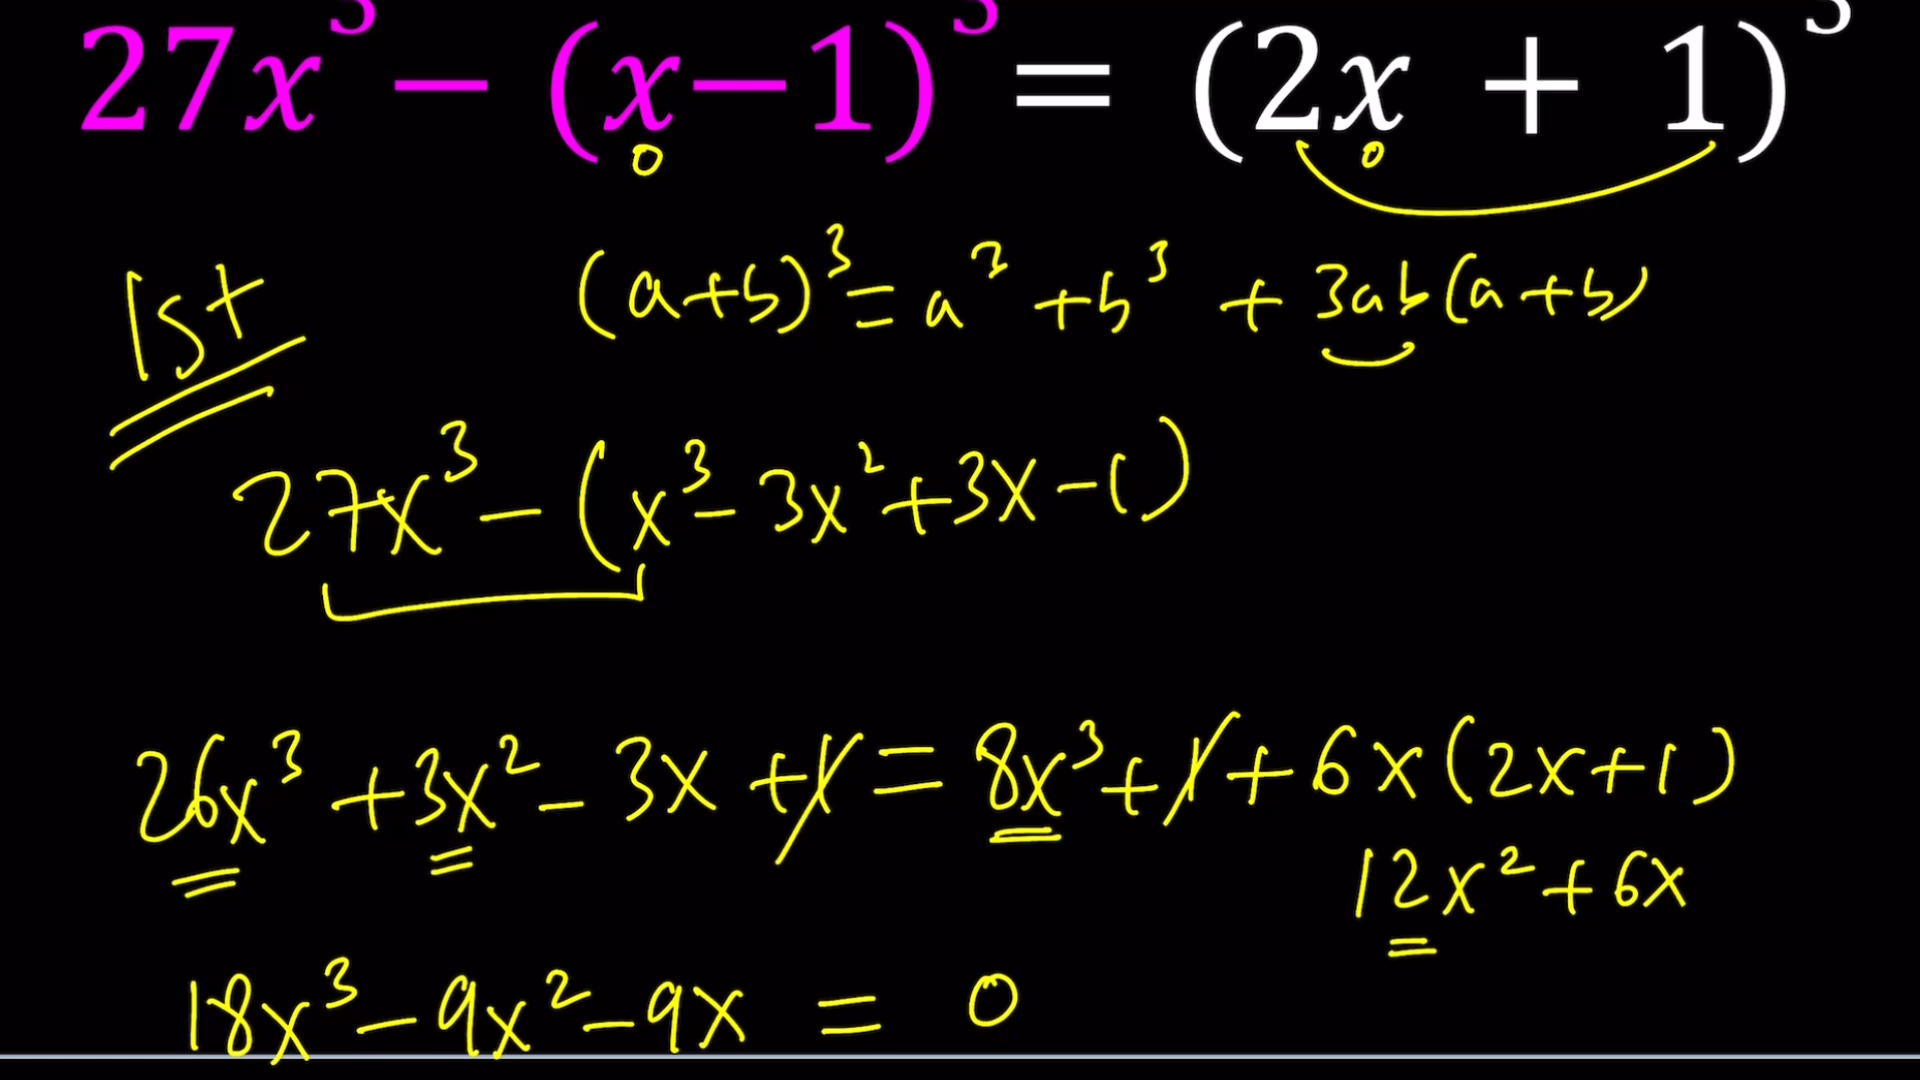 27x³ − (x−1)³ = (2x + 1)³
o o
1st (a+b)³ = a³ + b³ + 3ab(a+b)
27x³ − (x³ − 3x² + 3x − 1)
26x³ + 3x² − 3x + 1 = 8x³ + 1 + 6x(2x+1)
12x² + 6x
18x³ − 9x² − 9x = 0